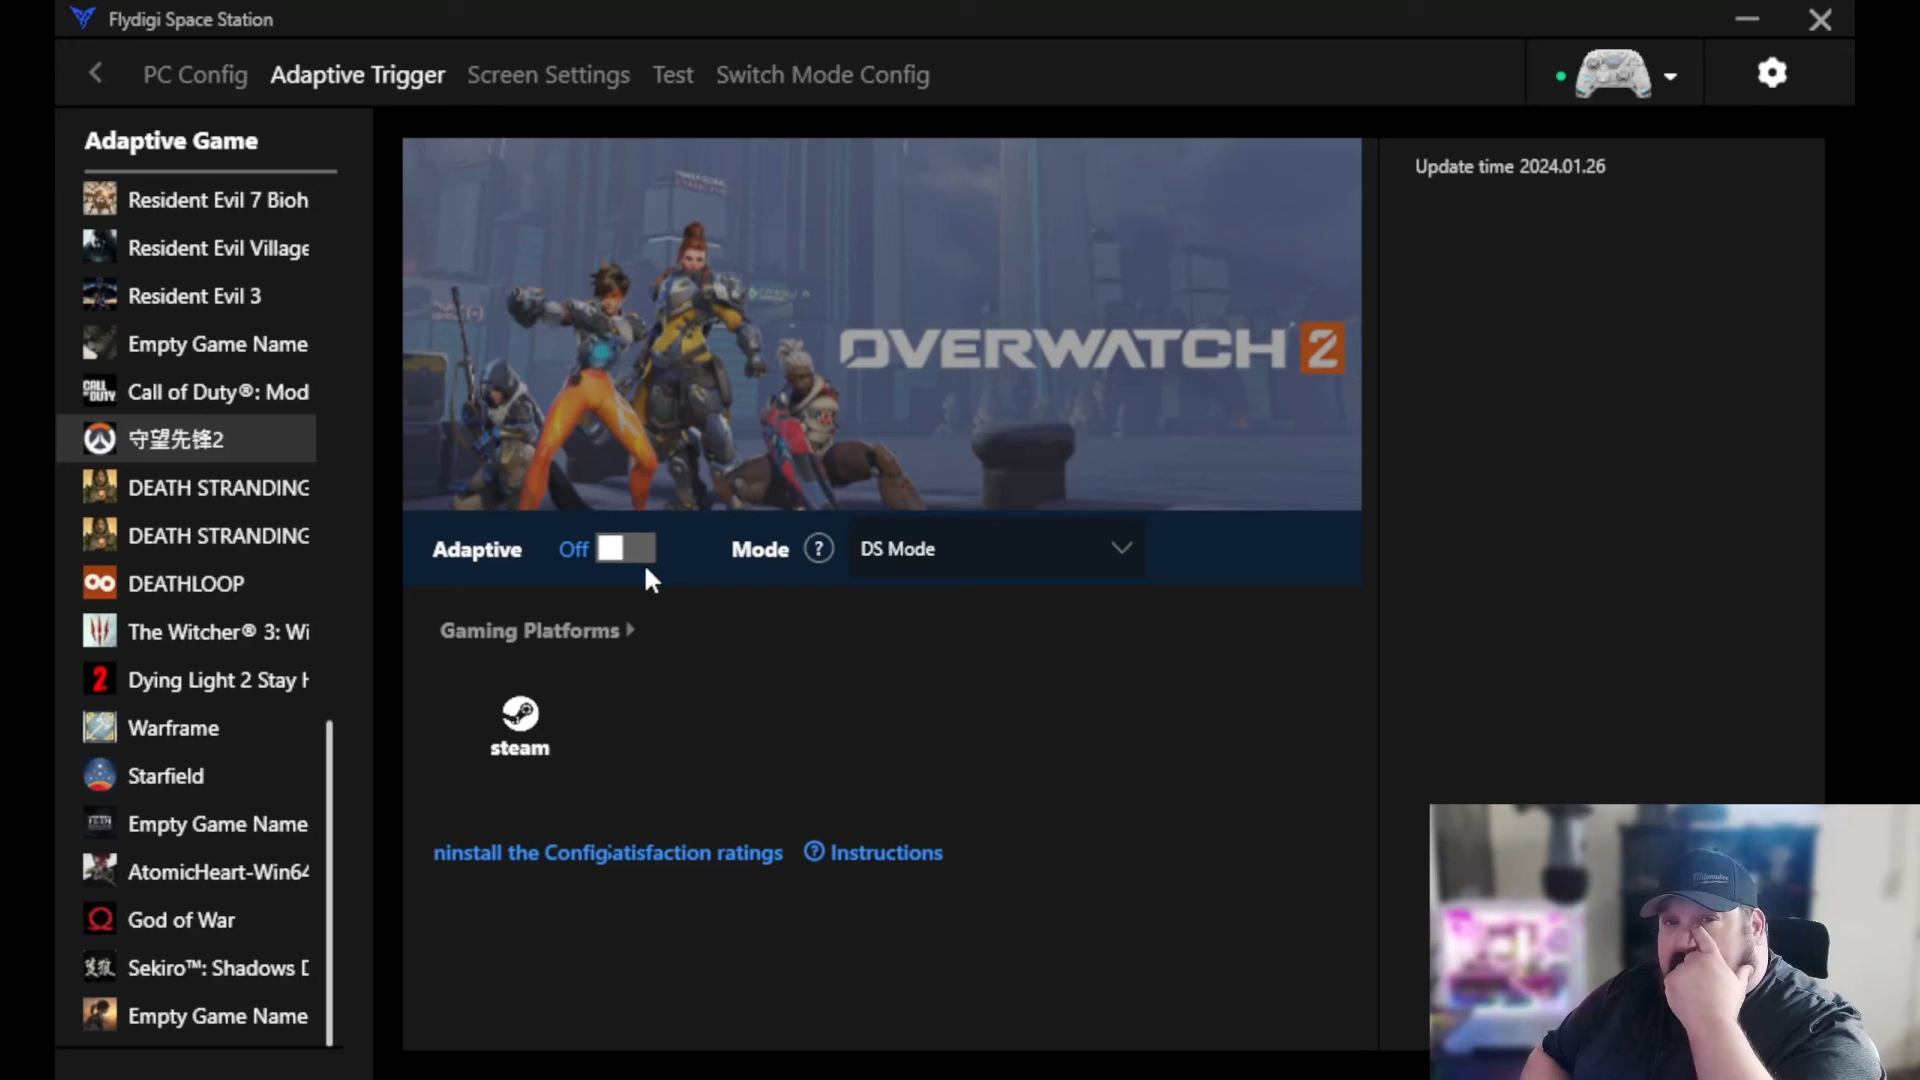 Flydigi Space Station
PC Config Adaptive Trigger Screen Settings Test Switch Mode Config
Adaptive Game
Resident Evil 7 Bioh
Resident Evil Village
Resident Evil 3
Empty Game Name
Call of Duty®: Mod
守望先锋2
DEATH STRANDING
DEATH STRANDING
DEATHLOOP
The Witcher® 3: Wi
Dying Light 2 Stay H
Warframe
Starfield
Empty Game Name
AtomicHeart-Win64
God of War
Sekiro™: Shadows D
Empty Game Name
OVERWATCH 2
Adaptive Off Mode ? DS Mode
Gaming Platforms
steam
ninstall the Config atisfaction ratings ? Instructions
Update time 2024.01.26
Milwaukee